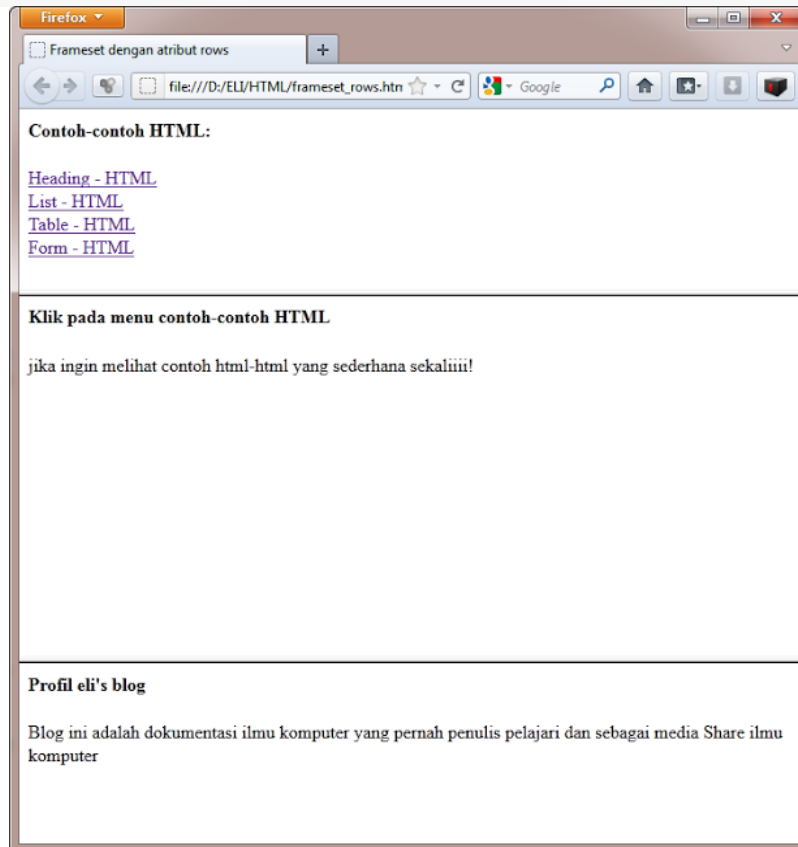 Firefox
Frameset dengan atribut rows
file:///D:/ELI/HTML/frameset_rows.htn
Google
Contoh-contoh HTML:
Heading - HTML
List - HTML
Table - HTML
Form - HTML
Klik pada menu contoh-contoh HTML
jika ingin melihat contoh html-html yang sederhana sekaliiii!
Profil eli's blog
Blog ini adalah dokumentasi ilmu komputer yang pernah penulis pelajari dan sebagai media Share ilmu
komputer